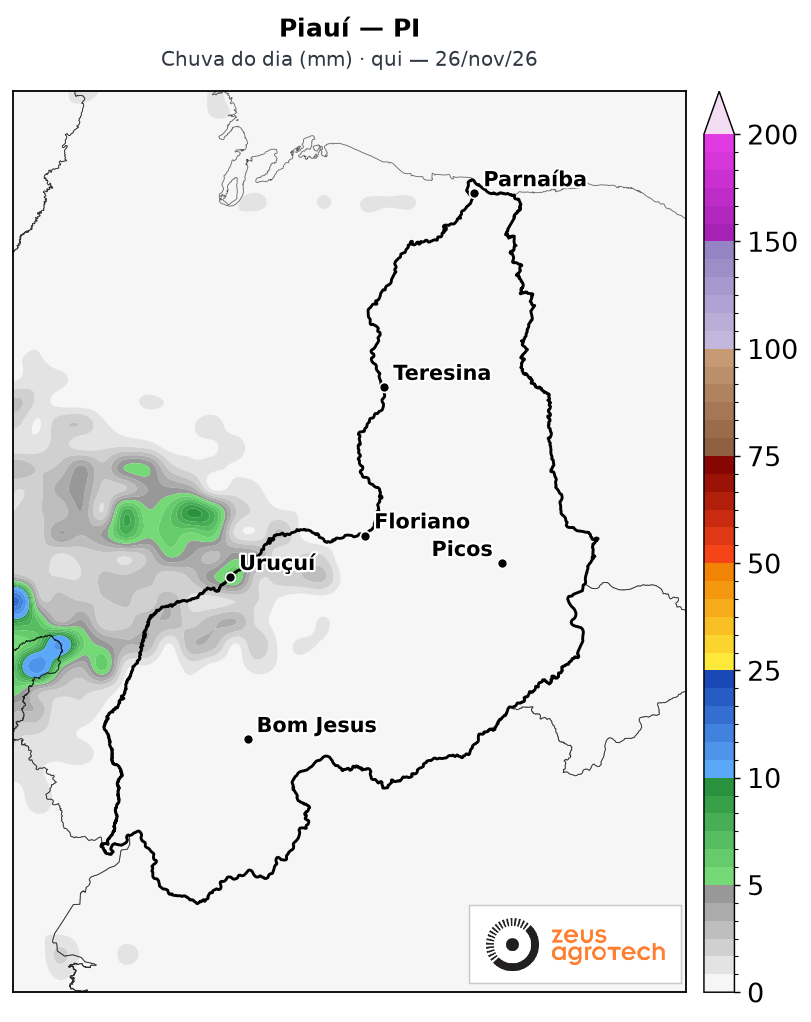 Piauí — PI
Chuva do dia (mm) · qui — 26/nov/26
Parnaíba
Teresina
Floriano
Picos
Uruçuí
Bom Jesus
200
150
100
75
50
25
10
5
0
zeus
agrotech